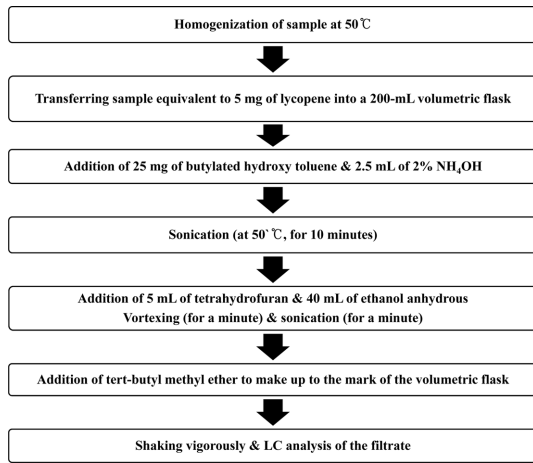 Homogenization of sample at 50℃
Transferring sample equivalent to 5 mg of lycopene into a 200-mL volumetric flask
Addition of 25 mg of butylated hydroxy toluene & 2.5 mL of 2% NH₄OH
Sonication (at 50`℃, for 10 minutes)
Addition of 5 mL of tetrahydrofuran & 40 mL of ethanol anhydrous
Vortexing (for a minute) & sonication (for a minute)
Addition of tert-butyl methyl ether to make up to the mark of the volumetric flask
Shaking vigorously & LC analysis of the filtrate